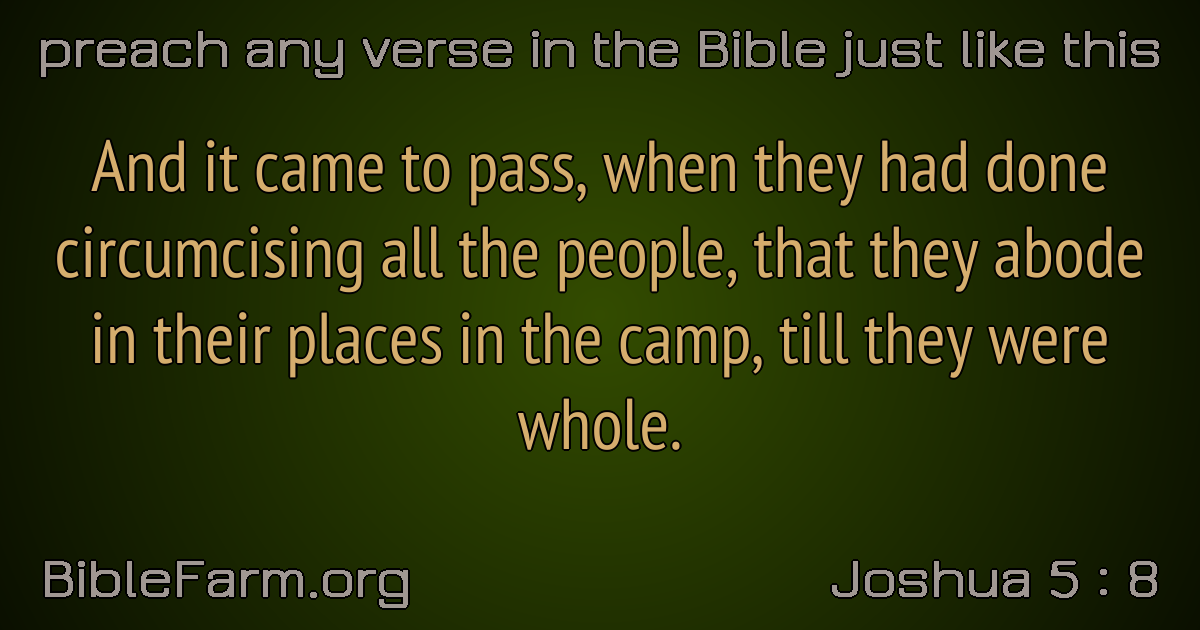 preach any verse in the Bible just like this
And it came to pass, when they had done
circumcising all the people, that they abode
in their places in the camp, till they were
whole.
BibleFarm.org
Joshua 5 : 8